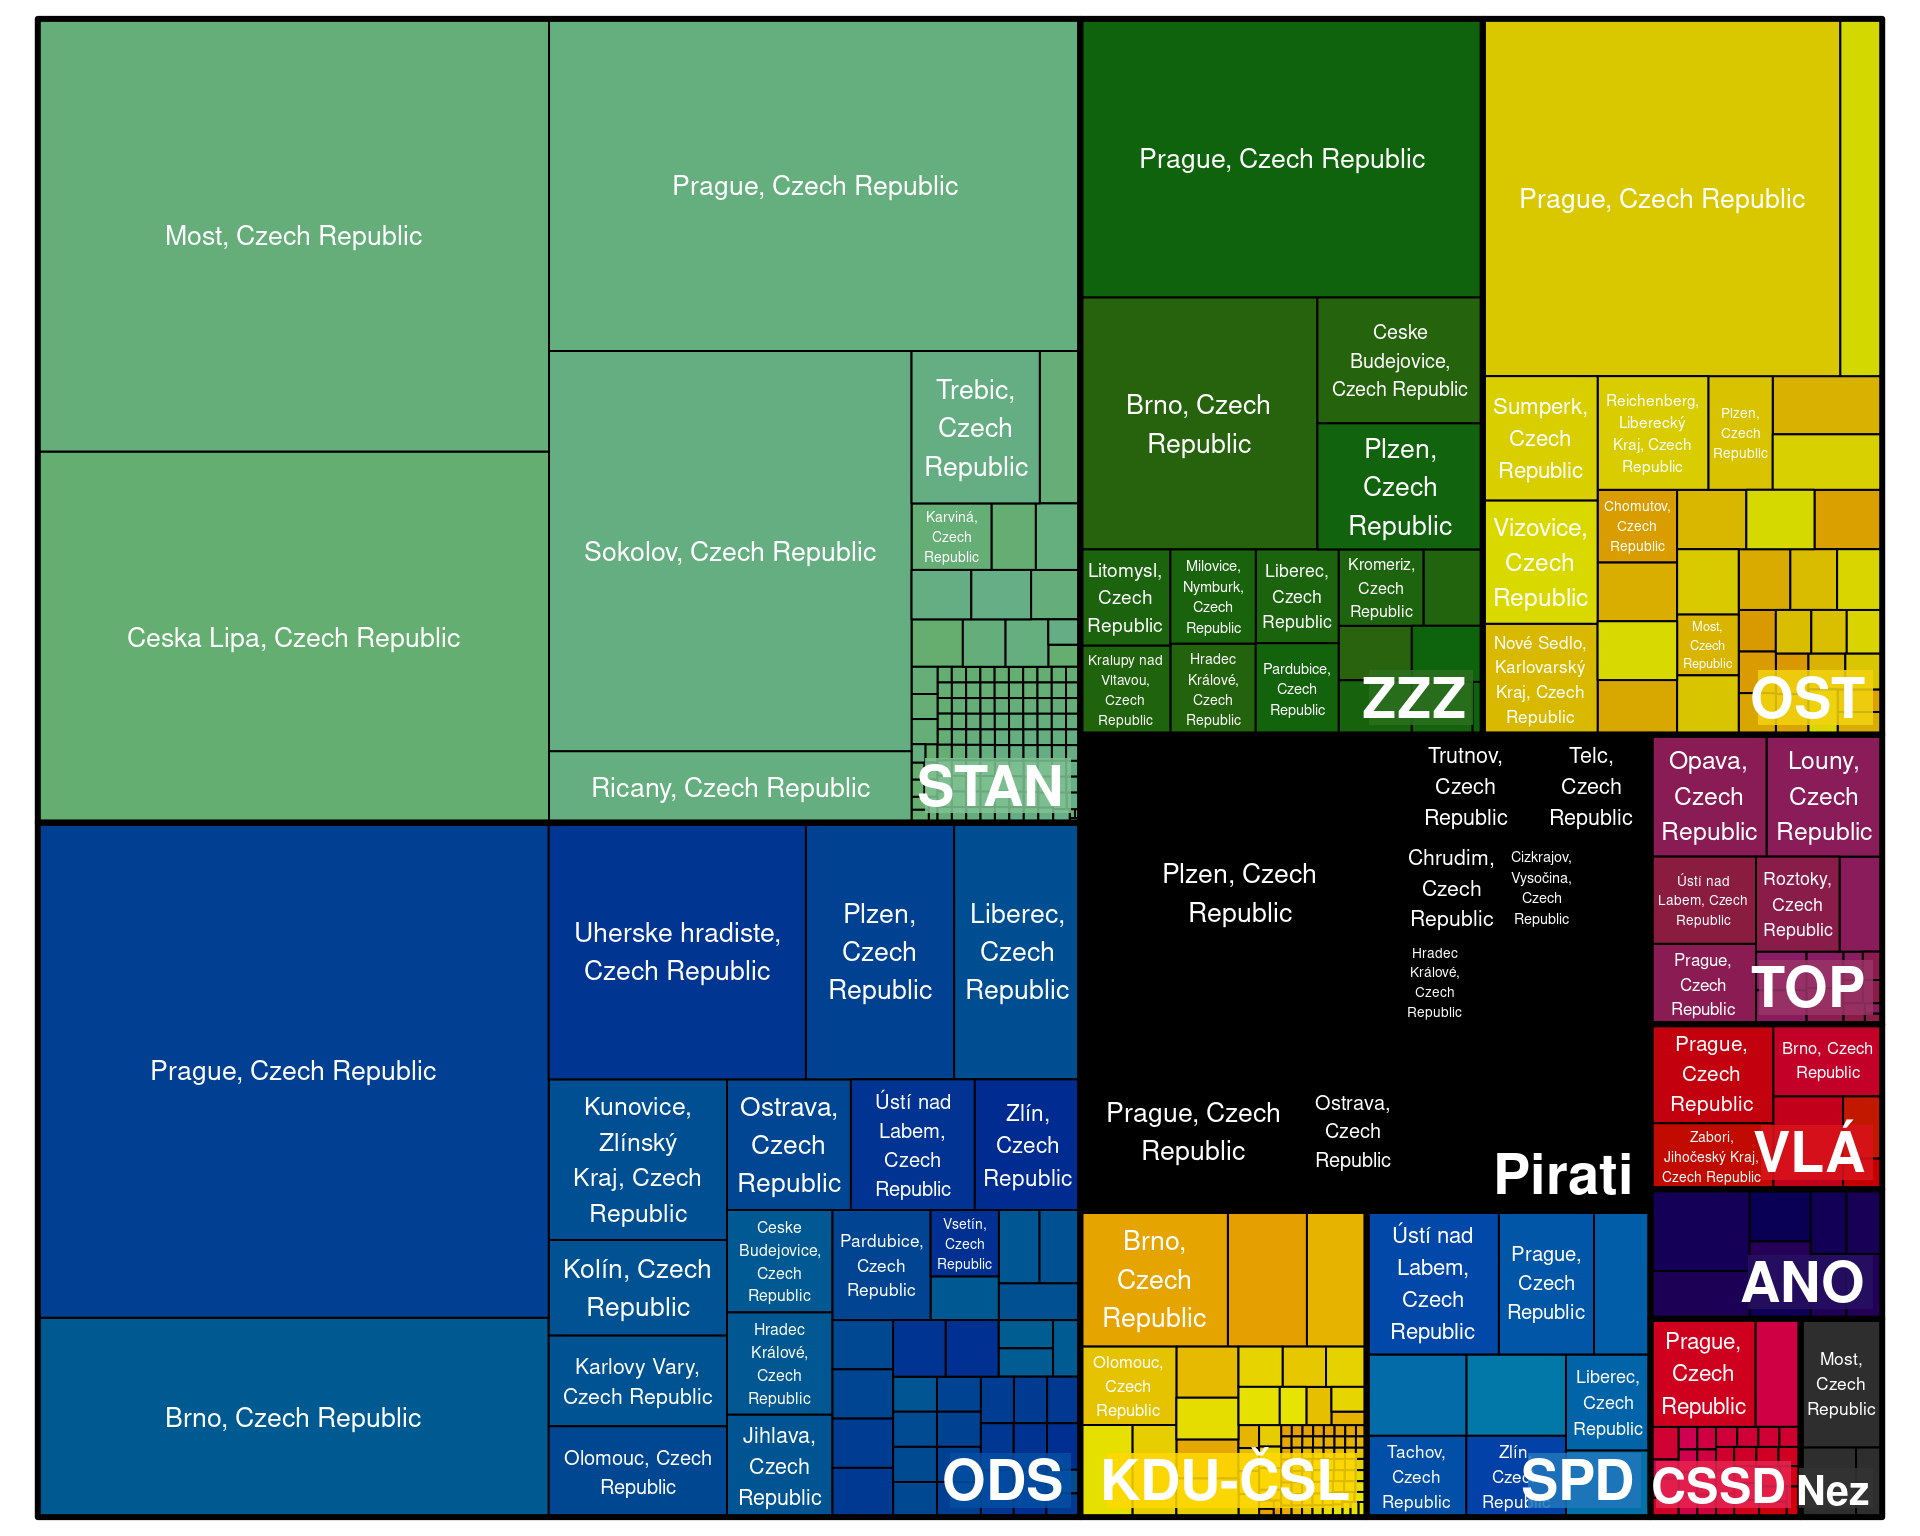 Most, Czech Republic
Ceska Lipa, Czech Republic
Prague, Czech Republic
Sokolov, Czech Republic
Ricany, Czech Republic
Trebic,
Czech
Republic
Karviná,
Czech
Republic
STAN
Prague, Czech Republic
Brno, Czech Republic
Uherske hradiste,
Czech Republic
Plzen,
Czech
Republic
Liberec,
Czech
Republic
Kunovice,
Zlínský
Kraj, Czech
Republic
Kolín, Czech
Republic
Karlovy Vary,
Czech Republic
Olomouc, Czech
Republic
Ostrava,
Czech
Republic
Ústí nad
Labem,
Czech
Republic
Zlín,
Czech
Republic
Ceske
Budejovice,
Czech
Republic
Hradec
Králové,
Czech
Republic
Jihlava,
Czech
Republic
Pardubice,
Czech
Republic
Vsetín,
Czech
Republic
ODS
Prague, Czech Republic
Brno, Czech
Republic
Ceske
Budejovice,
Czech Republic
Plzen,
Czech
Republic
Litomysl,
Czech
Republic
Milovice,
Nymburk,
Czech
Republic
Liberec,
Czech
Republic
Kromeriz,
Czech
Republic
Kralupy nad
Vltavou,
Czech
Republic
Hradec
Králové,
Czech
Republic
Pardubice,
Czech
Republic
ZZZ
Prague, Czech Republic
Sumperk,
Czech
Republic
Reichenberg,
Liberecký
Kraj, Czech
Republic
Plzen,
Czech
Republic
Vizovice,
Czech
Republic
Chomutov,
Czech
Republic
Nové Sedlo,
Karlovarský
Kraj, Czech
Republic
Most,
Czech
Republic
OST
Plzen, Czech
Republic
Prague, Czech
Republic
Ostrava,
Czech
Republic
Trutnov,
Czech
Republic
Telc,
Czech
Republic
Chrudim,
Czech
Republic
Cizkrajov,
Vysočina,
Czech
Republic
Hradec
Králové,
Czech
Republic
Pirati
Opava,
Czech
Republic
Louny,
Czech
Republic
Ústí nad
Labem, Czech
Republic
Roztoky,
Czech
Republic
Prague,
Czech
Republic
TOP
Prague,
Czech
Republic
Brno, Czech
Republic
Zabori,
Jihočeský Kraj,
Czech Republic
VLÁ
ANO
Brno,
Czech
Republic
Olomouc,
Czech
Republic
KDU-ČSL
Ústí nad
Labem,
Czech
Republic
Prague,
Czech
Republic
Liberec,
Czech
Republic
Tachov,
Czech
Republic
Zlín,
Czech
Republic
SPD
Prague,
Czech
Republic
CSSD
Most,
Czech
Republic
Nez